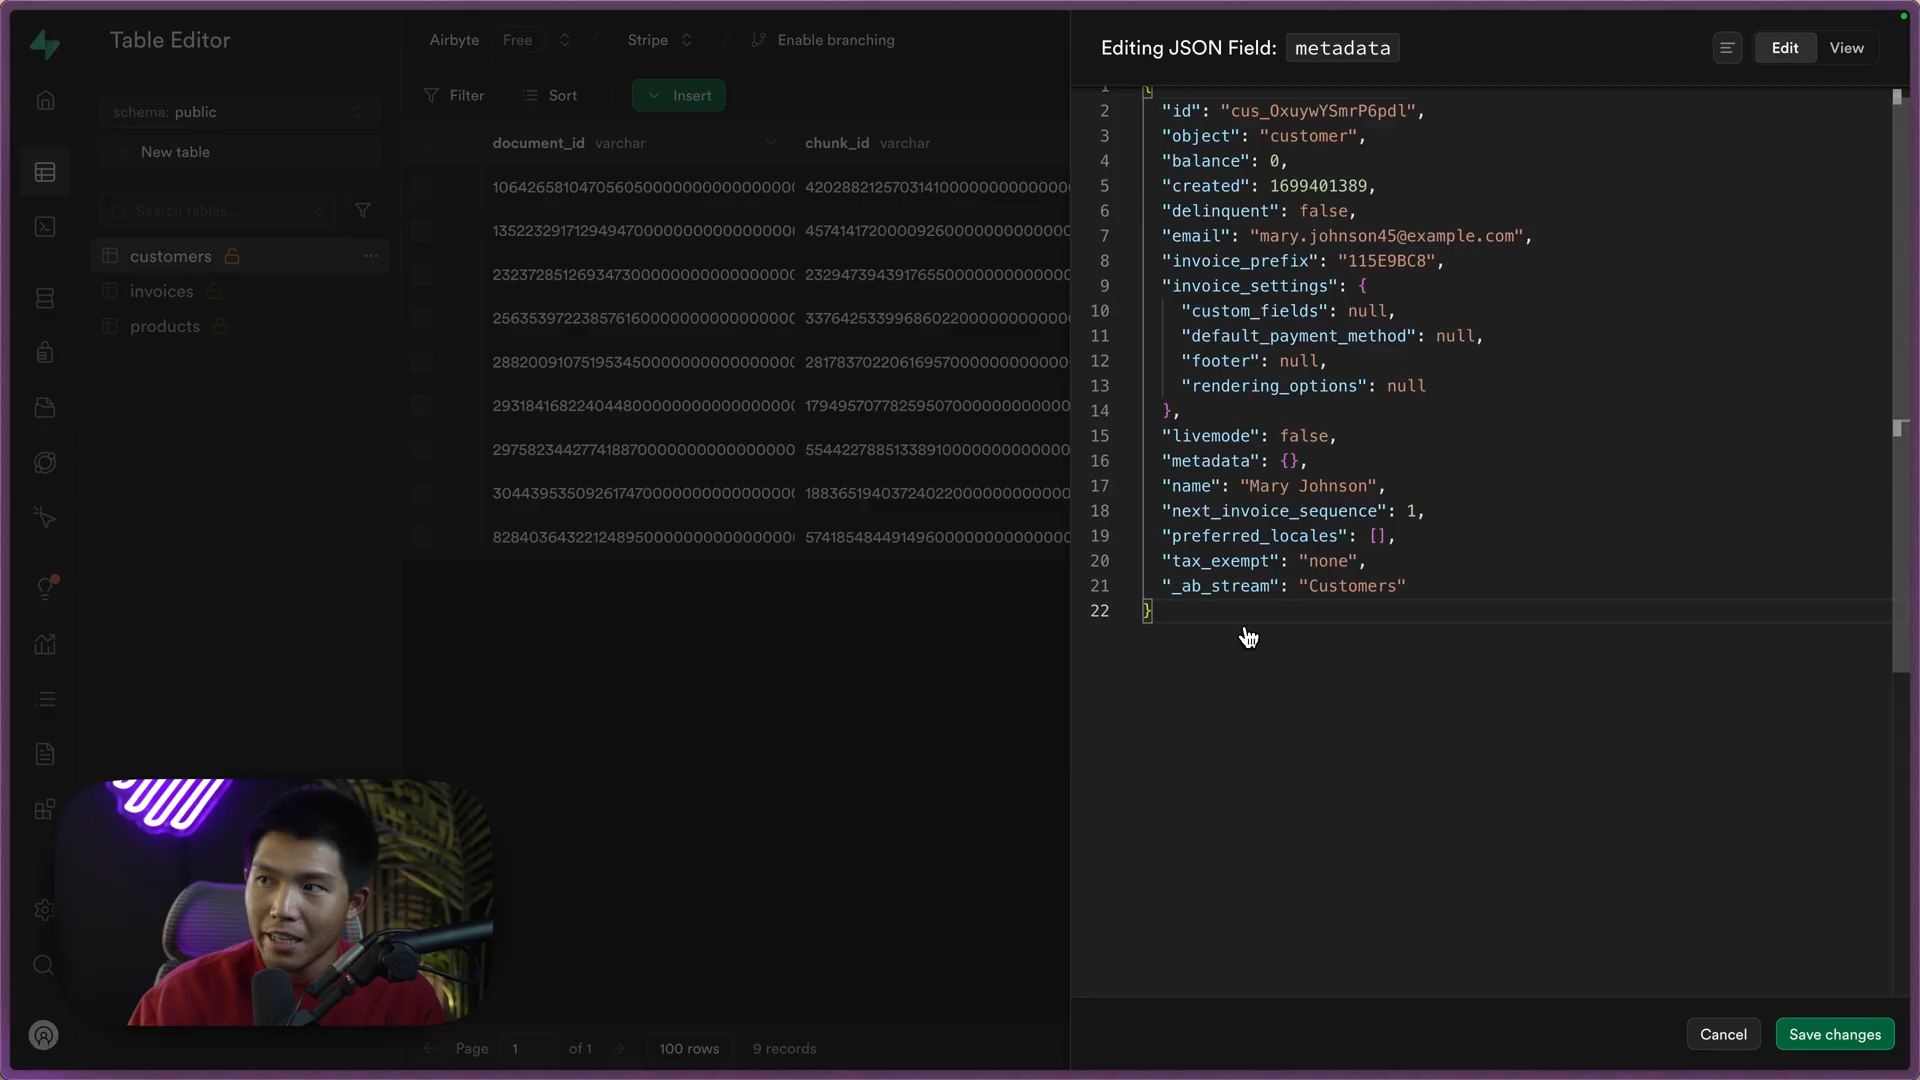 Table Editor
Airbyte Free Stripe Enable branching
schema: public
New table
Search tables...
customers
invoices
products
Filter Sort Insert
document_id varchar chunk_id varchar
Page 1 of 1 100 rows 9 records
Editing JSON Field: metadata
Edit View
1 {
2 "id": "cus_OxuywYSmrP6pdl",
3 "object": "customer",
4 "balance": 0,
5 "created": 1699401389,
6 "delinquent": false,
7 "email": "mary.johnson45@example.com",
8 "invoice_prefix": "115E9BC8",
9 "invoice_settings": {
10 "custom_fields": null,
11 "default_payment_method": null,
12 "footer": null,
13 "rendering_options": null
14 },
15 "livemode": false,
16 "metadata": {},
17 "name": "Mary Johnson",
18 "next_invoice_sequence": 1,
19 "preferred_locales": [],
20 "tax_exempt": "none",
21 "_ab_stream": "Customers"
22 }
Cancel Save changes